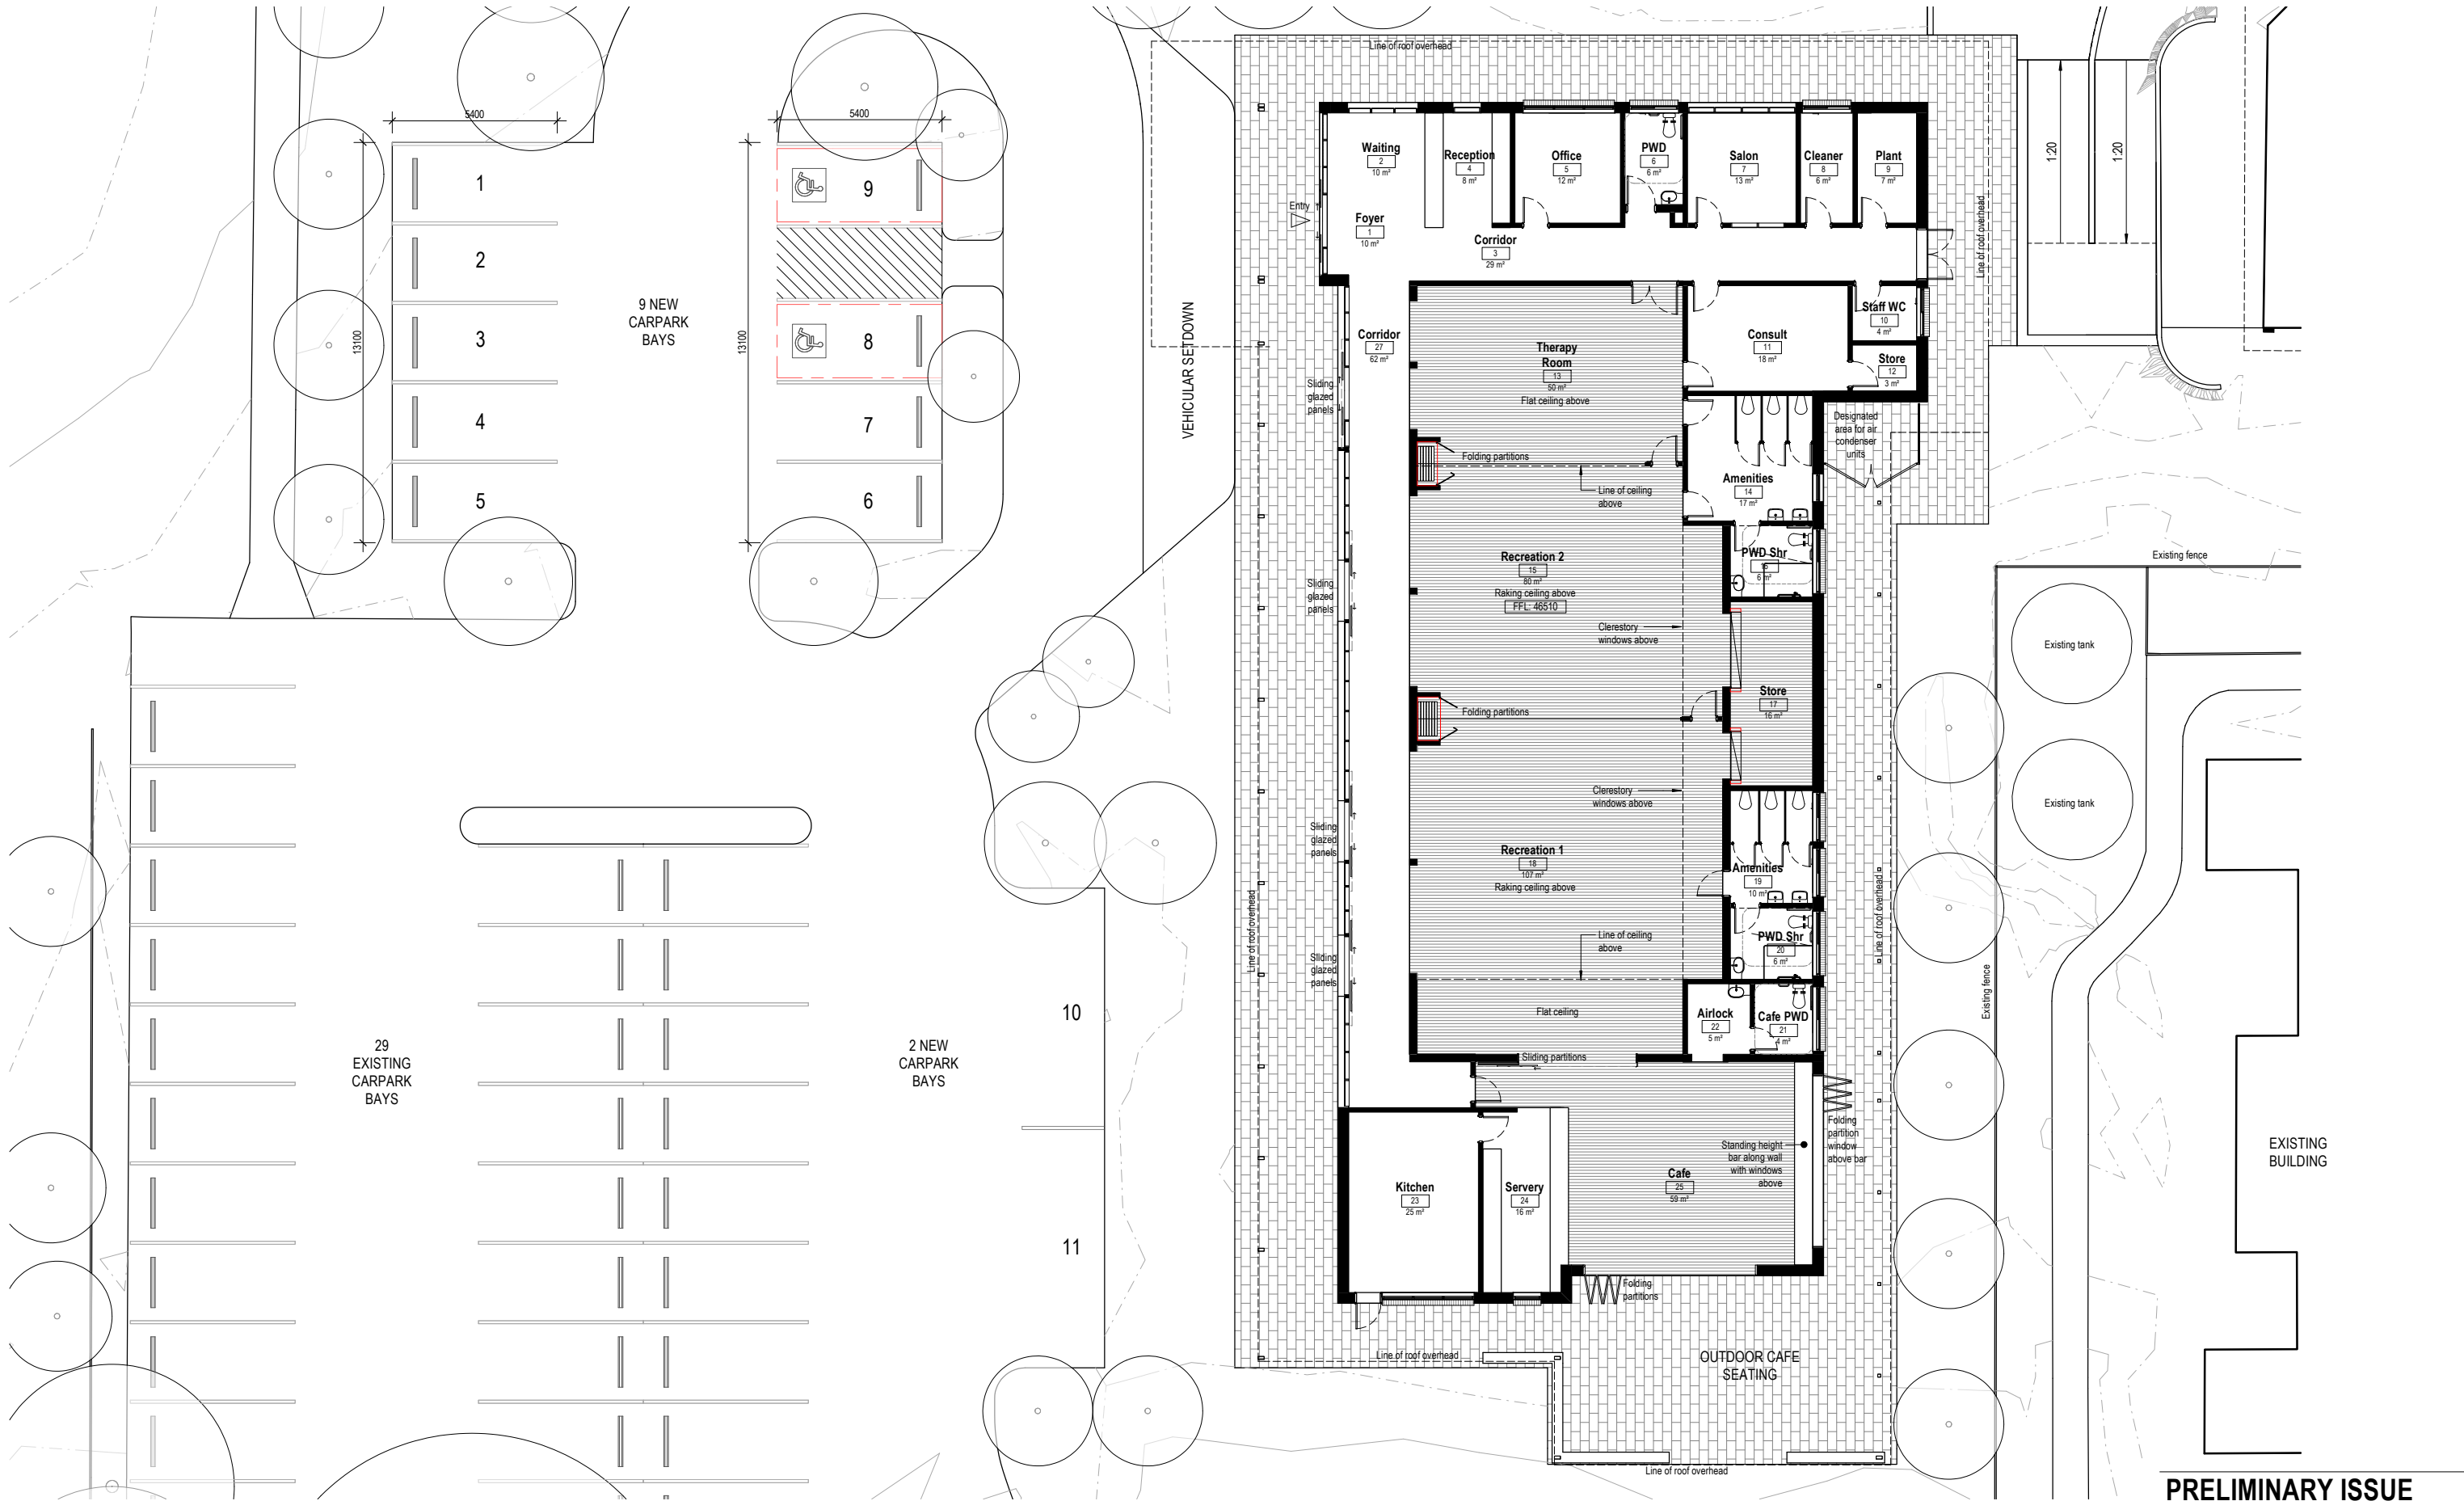 Line of roof overhead
5400
5400
13100
13100
1
2
3
4
5
9
8
7
6
9 NEW
CARPARK
BAYS
VEHICULAR SETDOWN
Entry
Waiting
2
10 m²
Reception
4
8 m²
Office
5
12 m²
PWD
6
6 m²
Salon
7
13 m²
Cleaner
8
6 m²
Plant
9
7 m²
Foyer
1
10 m²
Corridor
3
29 m²
Line of roof overhead
1:20
1:20
Corridor
27
62 m²
Therapy
Room
13
50 m²
Flat ceiling above
Consult
11
18 m²
Staff WC
10
4 m²
Store
12
3 m²
Sliding
glazed
panels
Designated
area for air
condenser
units
Folding partitions
Line of ceiling
above
Amenities
14
17 m²
Recreation 2
15
80 m²
Raking ceiling above
FFL: 46510
PWD Shr
16
6 m²
Sliding
glazed
panels
Clerestory
windows above
Existing fence
Existing tank
Existing tank
Folding partitions
Store
17
16 m²
Clerestory
windows above
Sliding
glazed
panels
Recreation 1
18
107 m²
Raking ceiling above
Amenities
19
10 m²
Line of roof overhead
Line of roof overhead
Line of ceiling
above
PWD Shr
20
6 m²
Sliding
glazed
panels
Existing fence
Flat ceiling
Airlock
22
5 m²
Cafe PWD
21
4 m²
Sliding partitions
10
11
29
EXISTING
CARPARK
BAYS
2 NEW
CARPARK
BAYS
Folding
partition
window
above bar
Standing height
bar along wall
with windows
above
Kitchen
23
25 m²
Servery
24
16 m²
Cafe
25
59 m²
Folding
partitions
EXISTING
BUILDING
Line of roof overhead
OUTDOOR CAFE
SEATING
Line of roof overhead
PRELIMINARY ISSUE